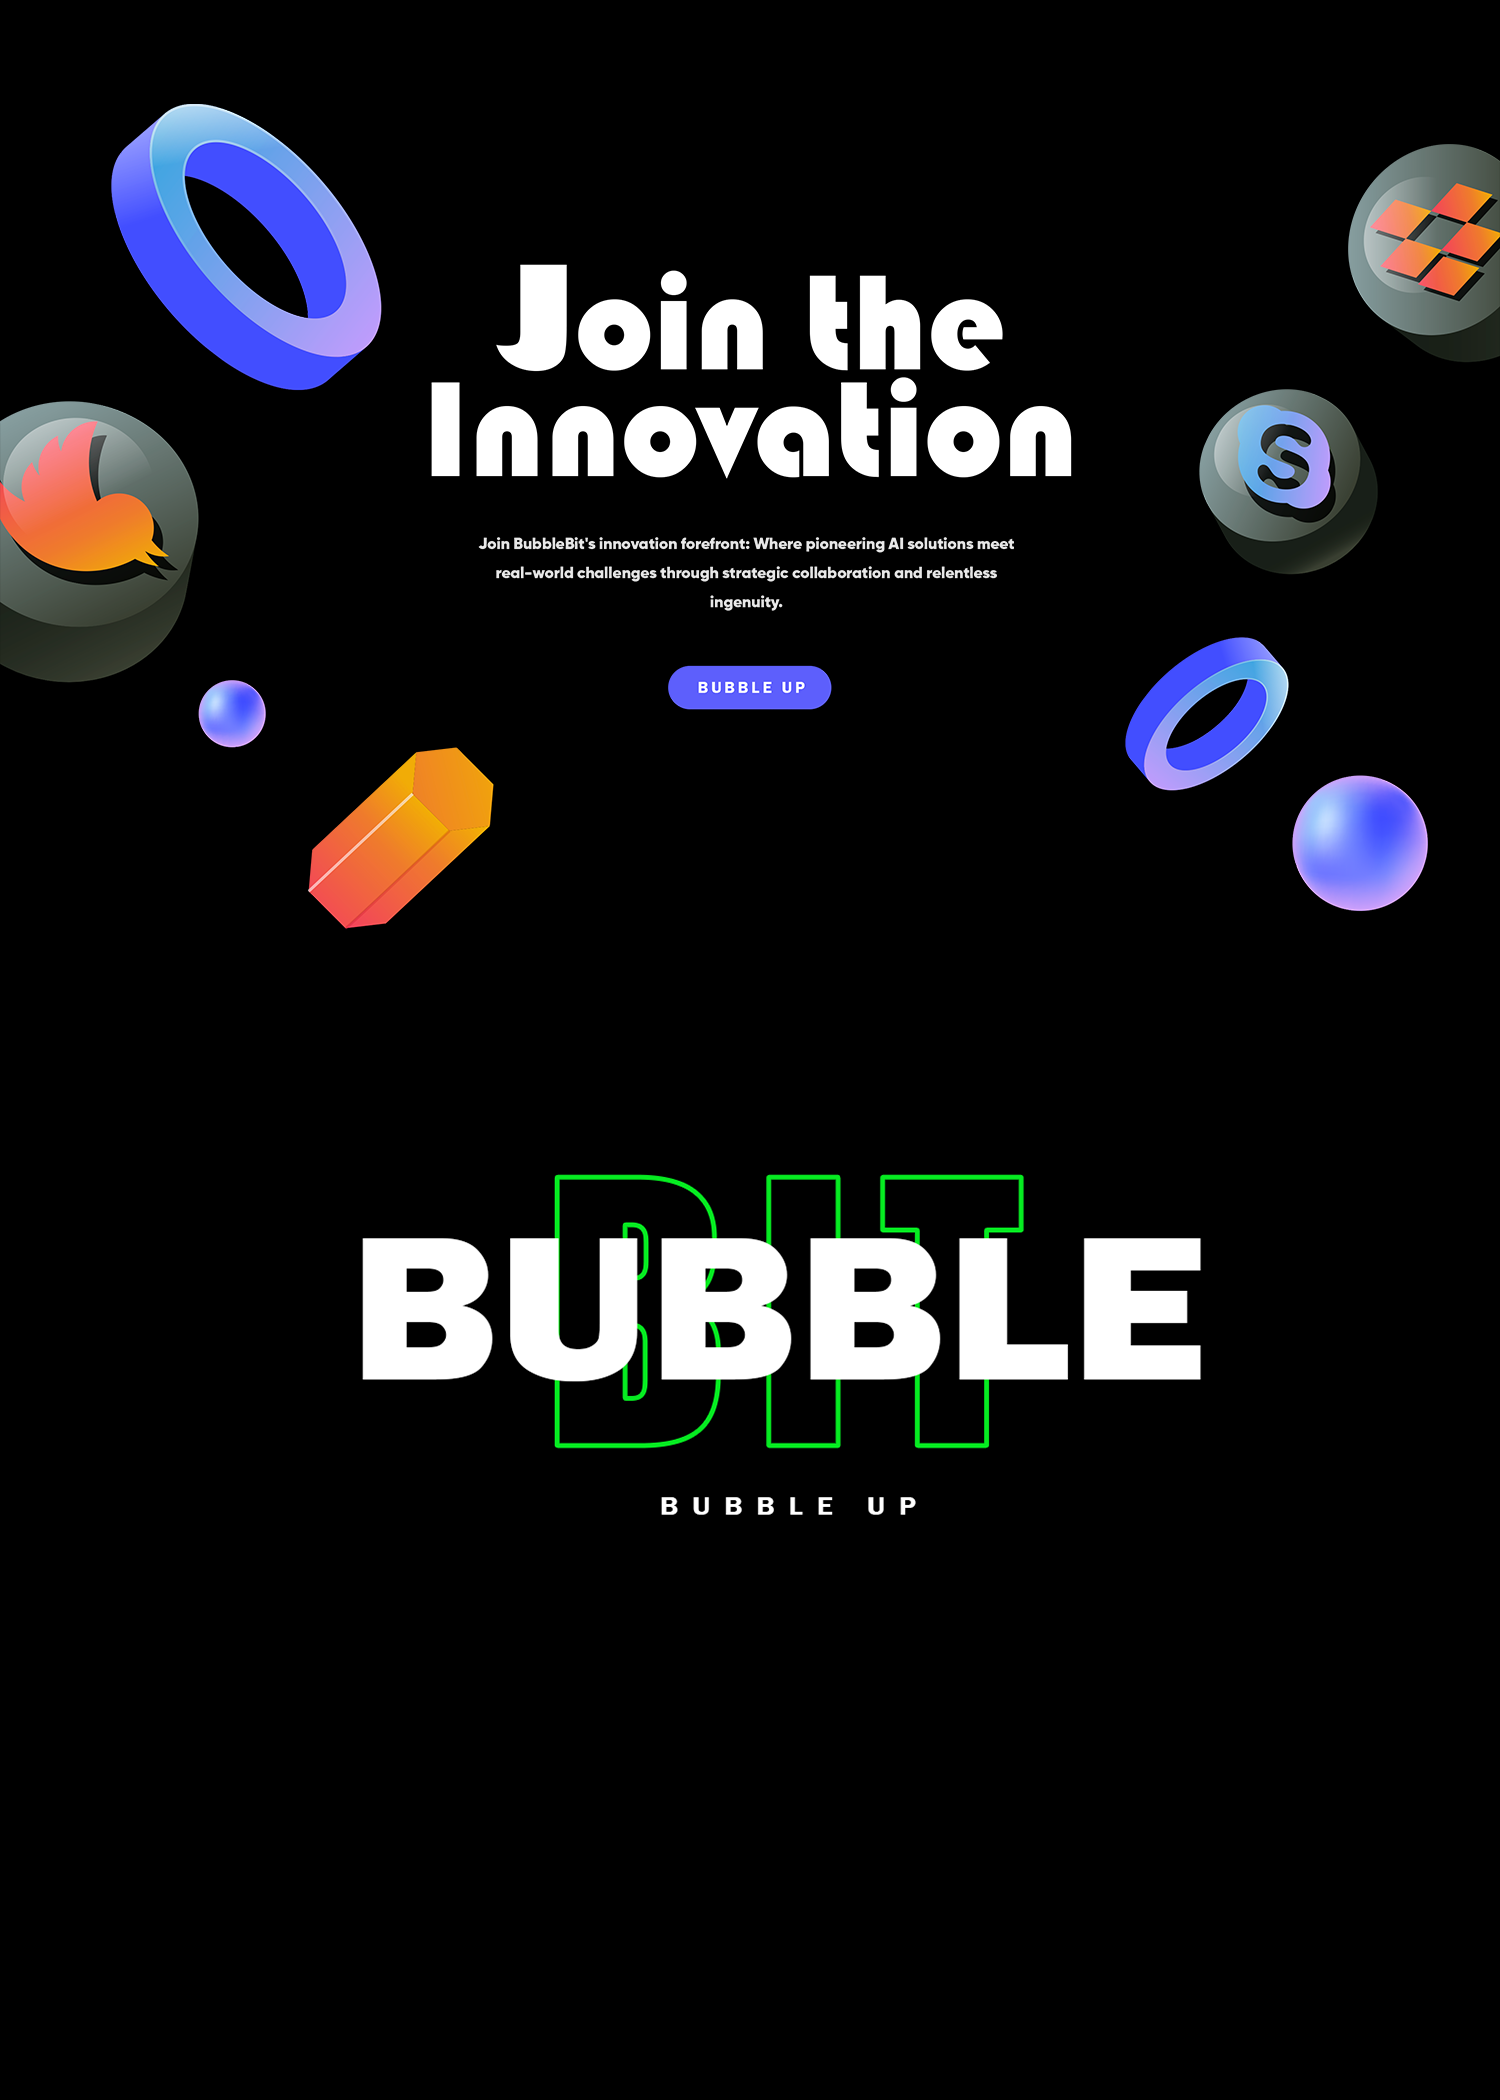 Join the
Innovation
Join BubbleBit's innovation forefront: Where pioneering AI solutions meet
real-world challenges through strategic collaboration and relentless
ingenuity.
BUBBLE UP
S
BIT
BUBBLE
BUBBLE UP